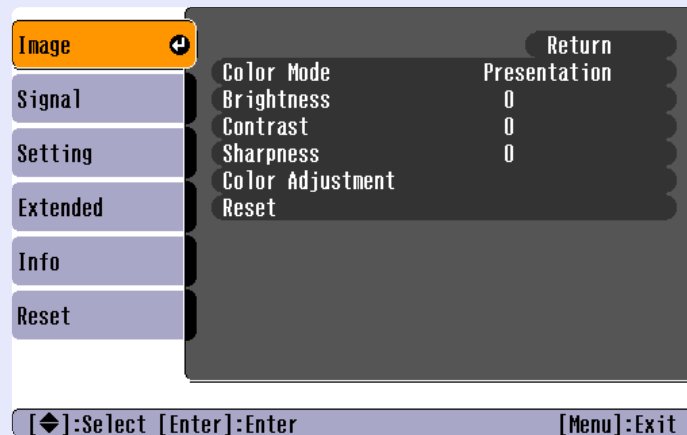 Image
Signal
Setting
Extended
Info
Reset
Return
Color Mode Presentation
Brightness 0
Contrast 0
Sharpness 0
Color Adjustment
Reset
[◆]:Select [Enter]:Enter [Menu]:Exit